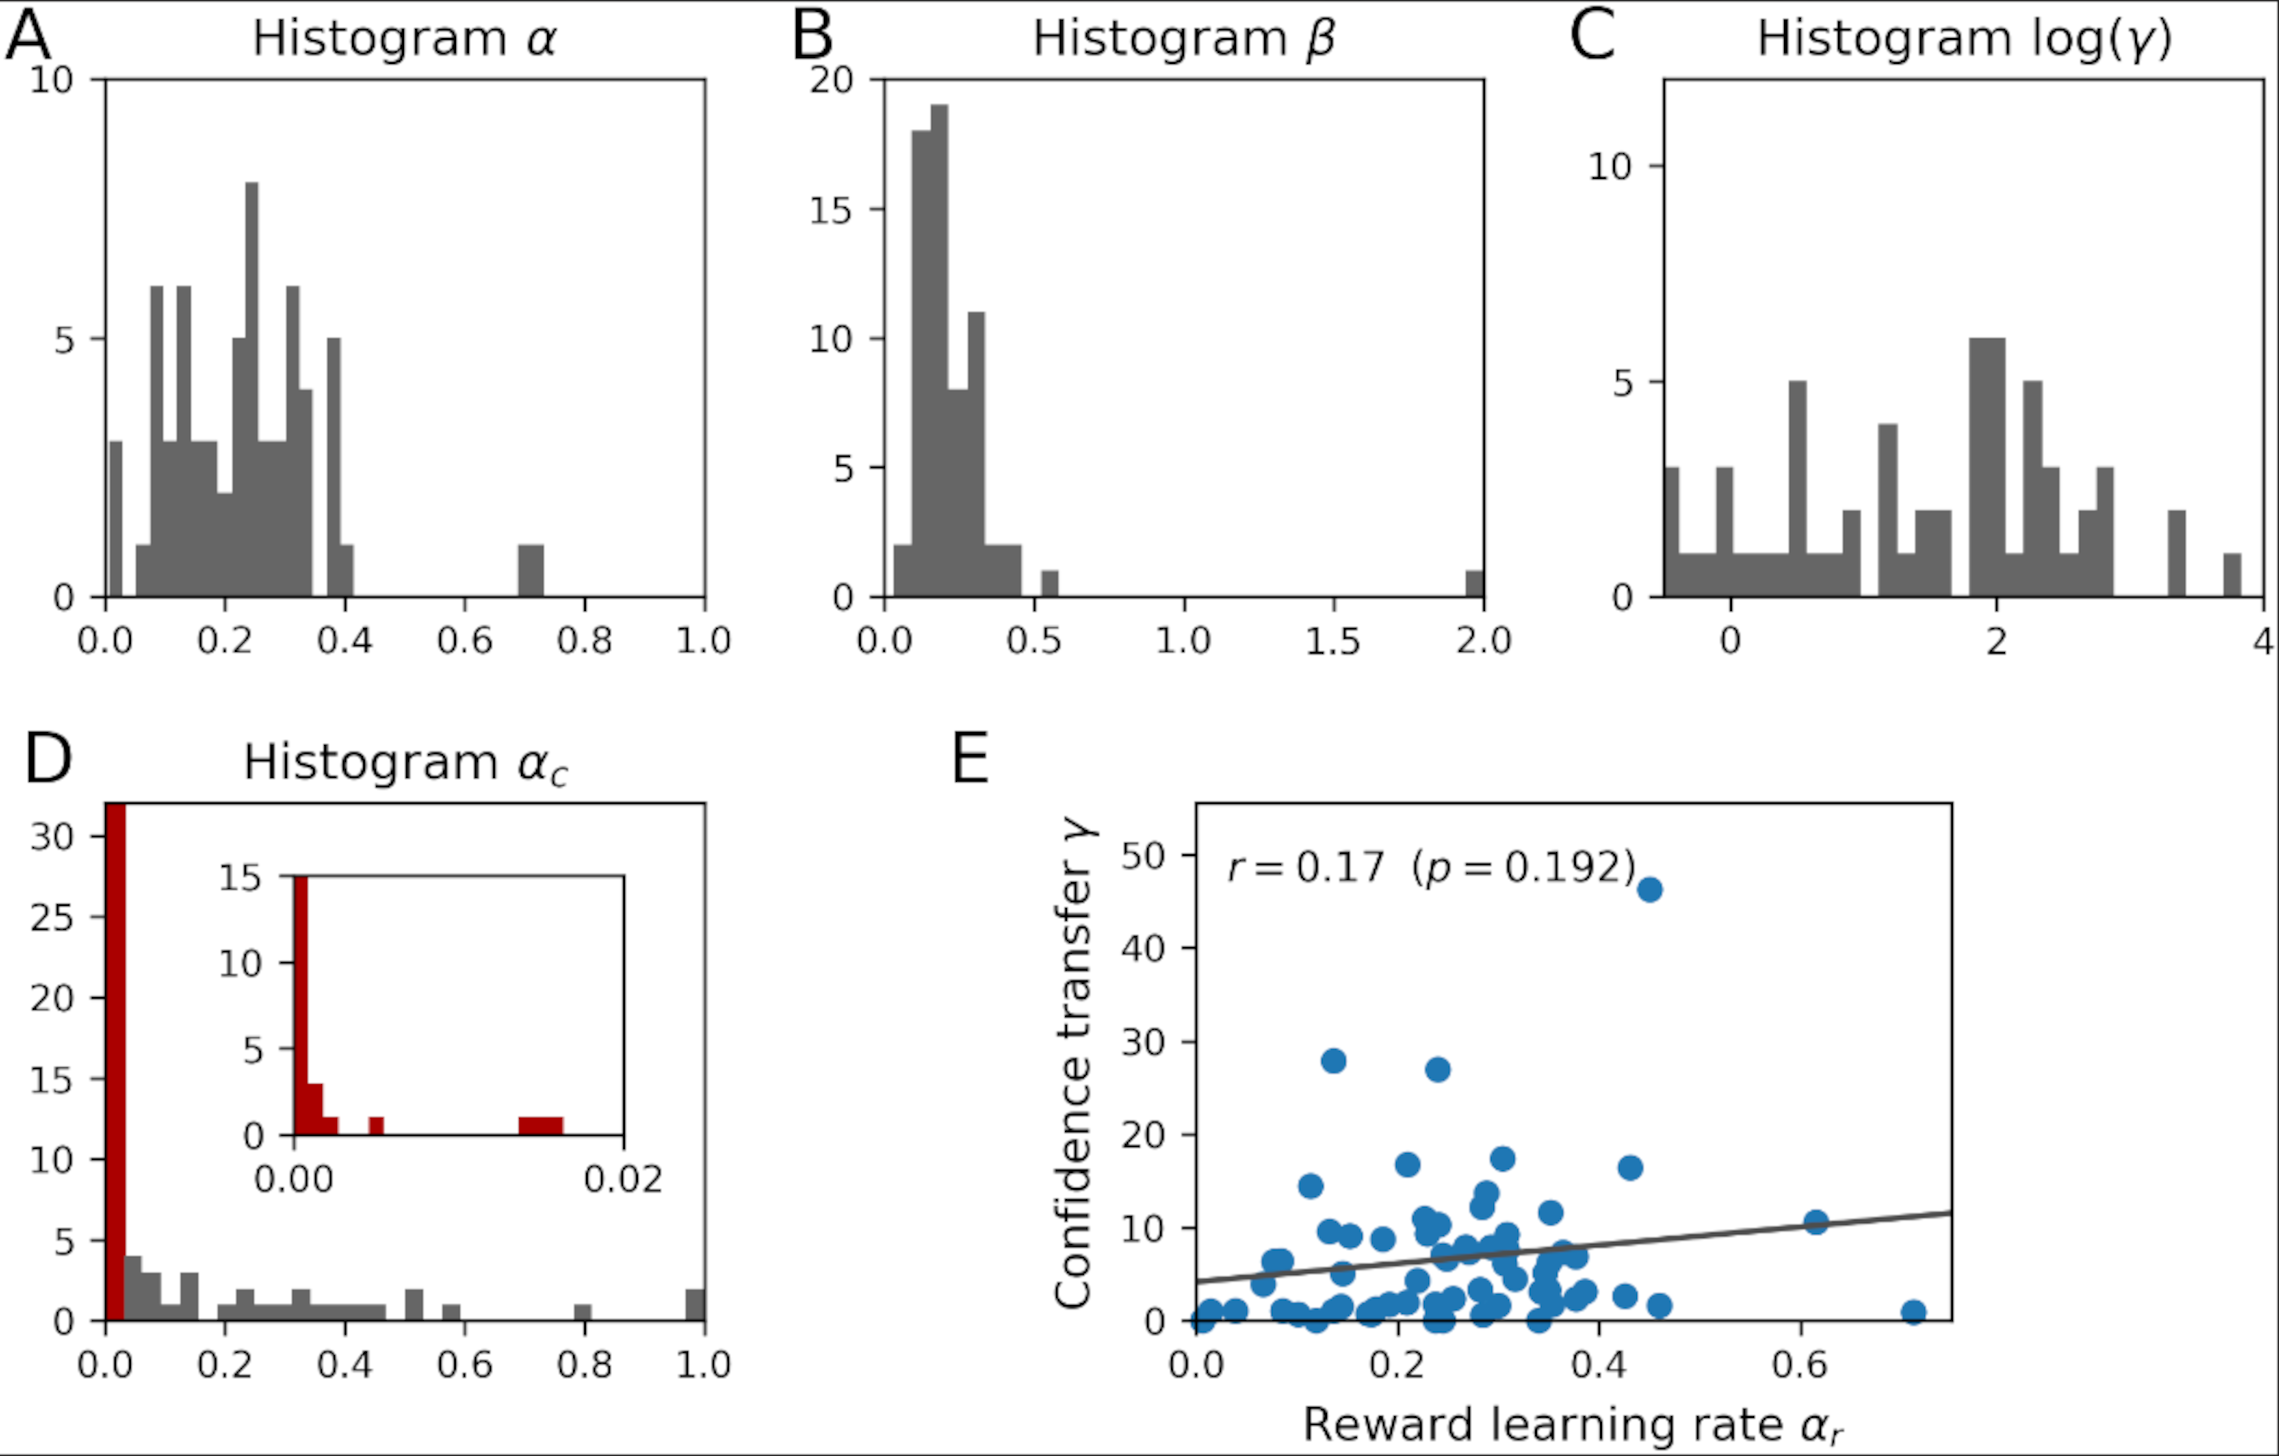 A
Histogram α
10
5
0
0.0 0.2 0.4 0.6 0.8 1.0
B
Histogram β
20
15
10
5
0
0.0 0.5 1.0 1.5 2.0
C
Histogram log(γ)
10
5
0
0 2 4
D
Histogram α_c
30
25
20
15
10
5
0
0.0 0.2 0.4 0.6 0.8 1.0
15
10
5
0
0.00 0.02
E
Confidence transfer γ
50
40
30
20
10
0
r = 0.17 (p = 0.192)
0.0 0.2 0.4 0.6
Reward learning rate α_r